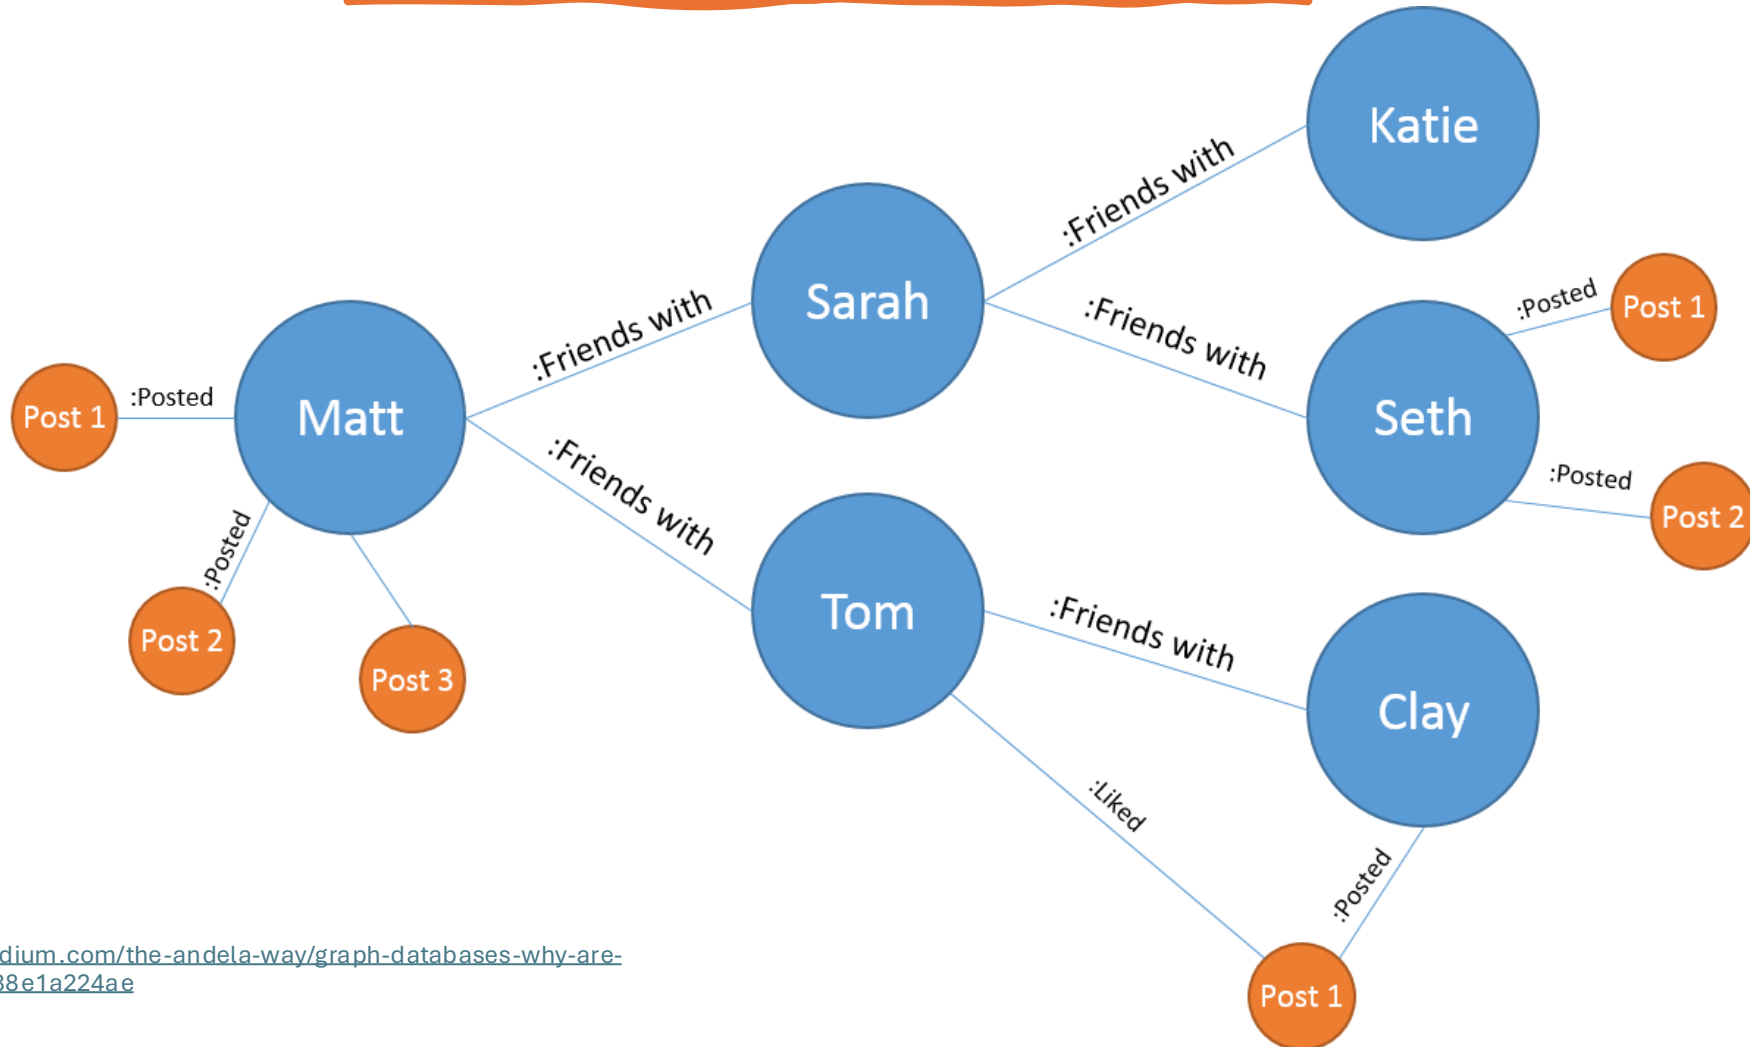 Katie
:Friends with
Sarah
:Friends with
:Posted
Post 1
:Friends with
Matt
:Posted
Post 1
Seth
:Friends with
:Posted
Post 2
:Posted
Post 2
Post 3
Tom
:Friends with
Clay
:Liked
:Posted
Post 1
dium.com/the-andela-way/graph-databases-why-are-
38e1a224ae